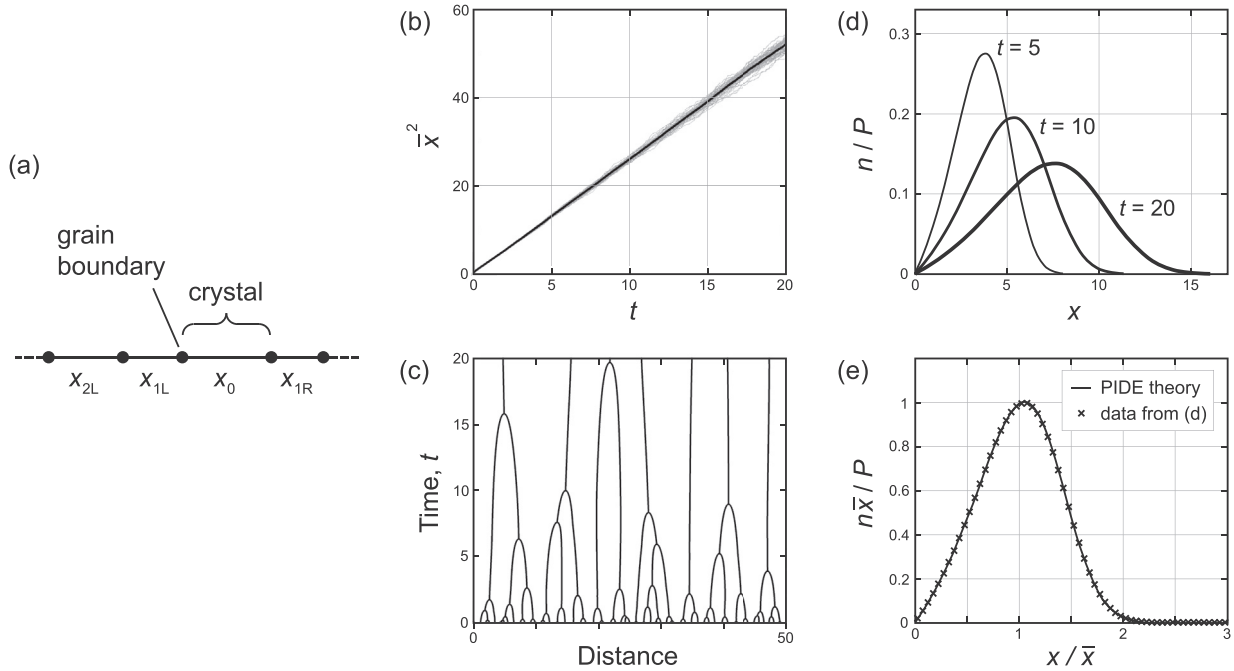 (a)
grain
boundary
crystal
x2L x1L x0 x1R
(b)
60
40
20
0
x̄²
0 5 10 15 20
t
(c)
20
15
10
5
0
Time, t
0 50
Distance
(d)
0.3
0.2
0.1
0
n / P
t = 5
t = 10
t = 20
0 5 10 15
x
(e)
1
0.8
0.6
0.4
0.2
0
nx̄ / P
PIDE theory
data from (d)
0 1 2 3
x / x̄